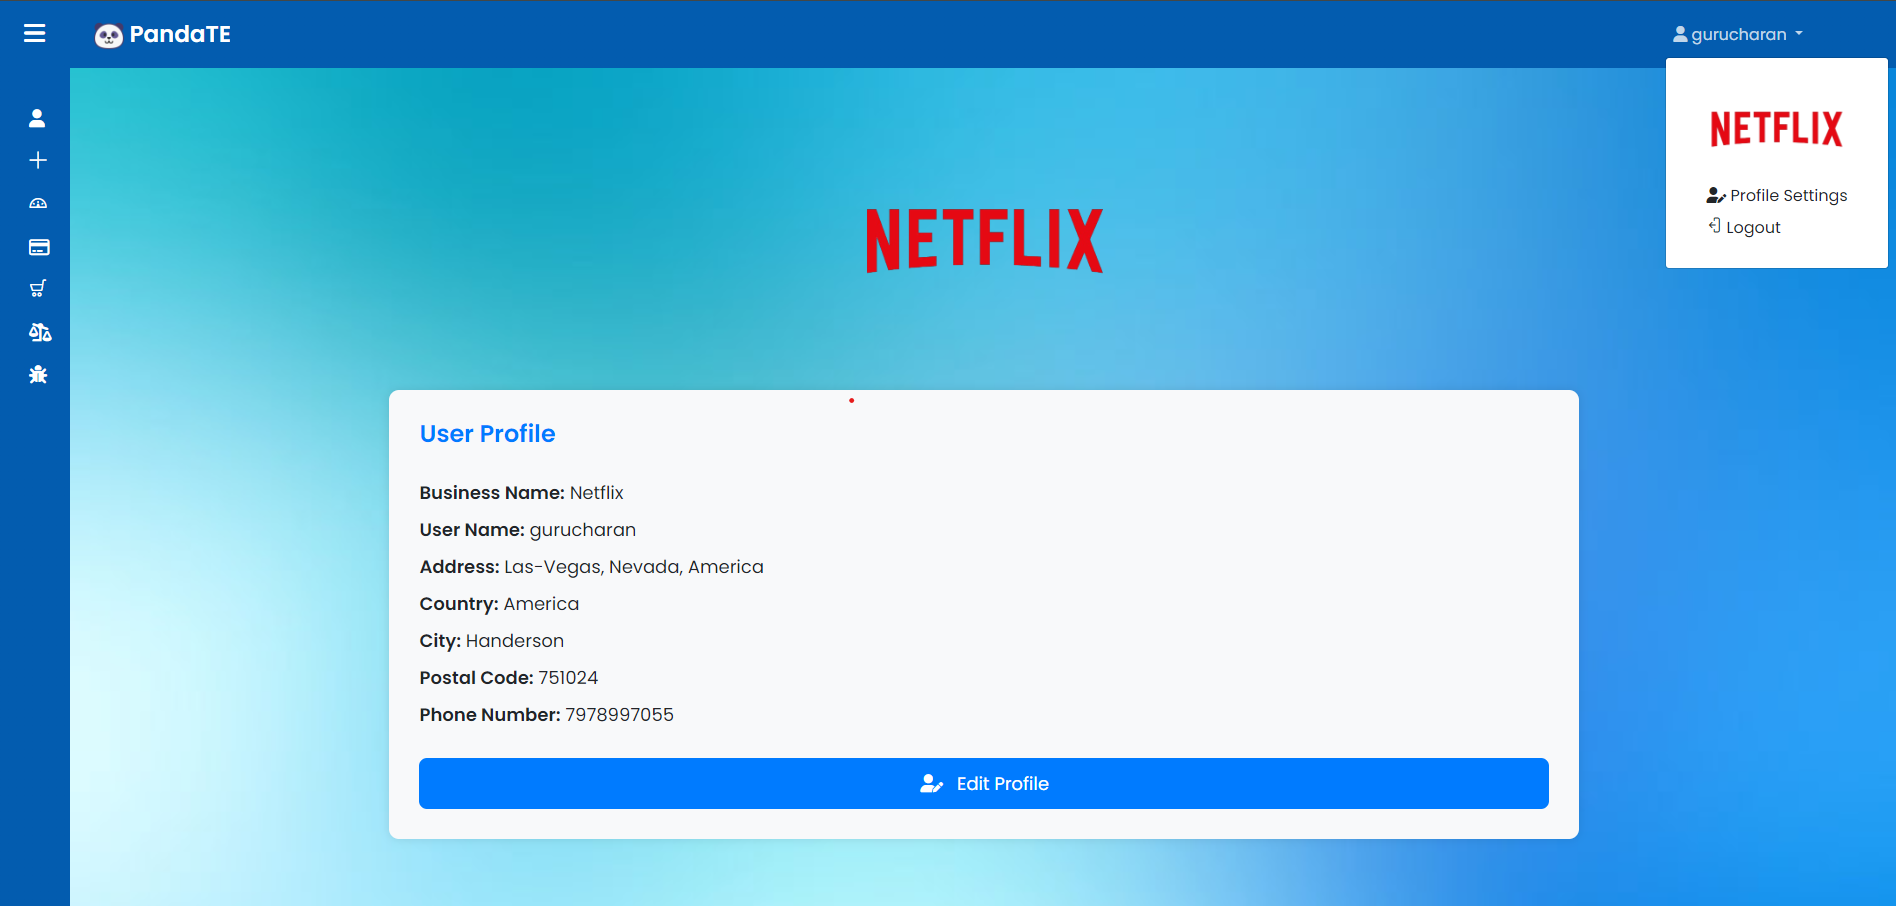 PandaTE
gurucharan
NETFLIX
Profile Settings
Logout
NETFLIX
User Profile
Business Name: Netflix
User Name: gurucharan
Address: Las-Vegas, Nevada, America
Country: America
City: Handerson
Postal Code: 751024
Phone Number: 7978997055
Edit Profile